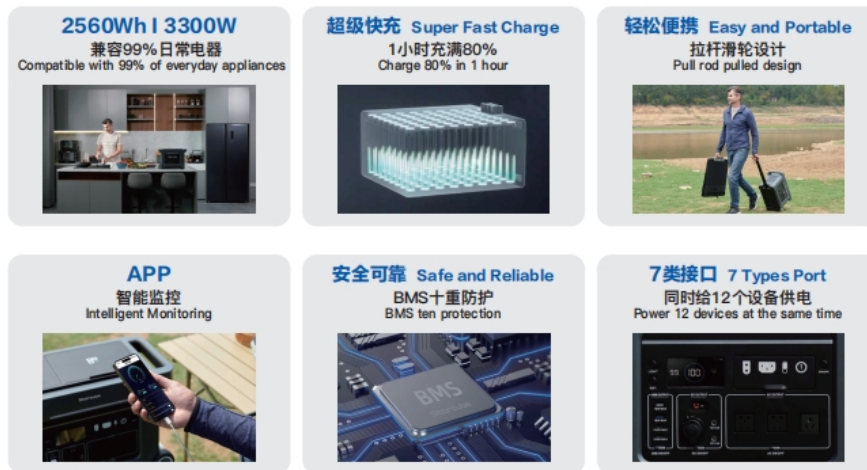 2560Wh I 3300W
兼容99%日常电器
Compatible with 99% of everyday appliances
超级快充 Super Fast Charge
1小时充满80%
Charge 80% in 1 hour
轻松便携 Easy and Portable
拉杆滑轮设计
Pull rod pulled design
APP
智能监控
Intelligent Monitoring
安全可靠 Safe and Reliable
BMS十重防护
BMS ten protection
BMS
7类接口 7 Types Port
同时给12个设备供电
Power 12 devices at the same time
100